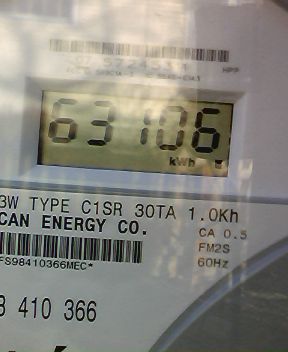 63106
kWh
3W TYPE C1SR 30TA 1.0Kh
CAN ENERGY CO.
CA 0.5
FM2S
FS98410366MEC*
60Hz
410 366